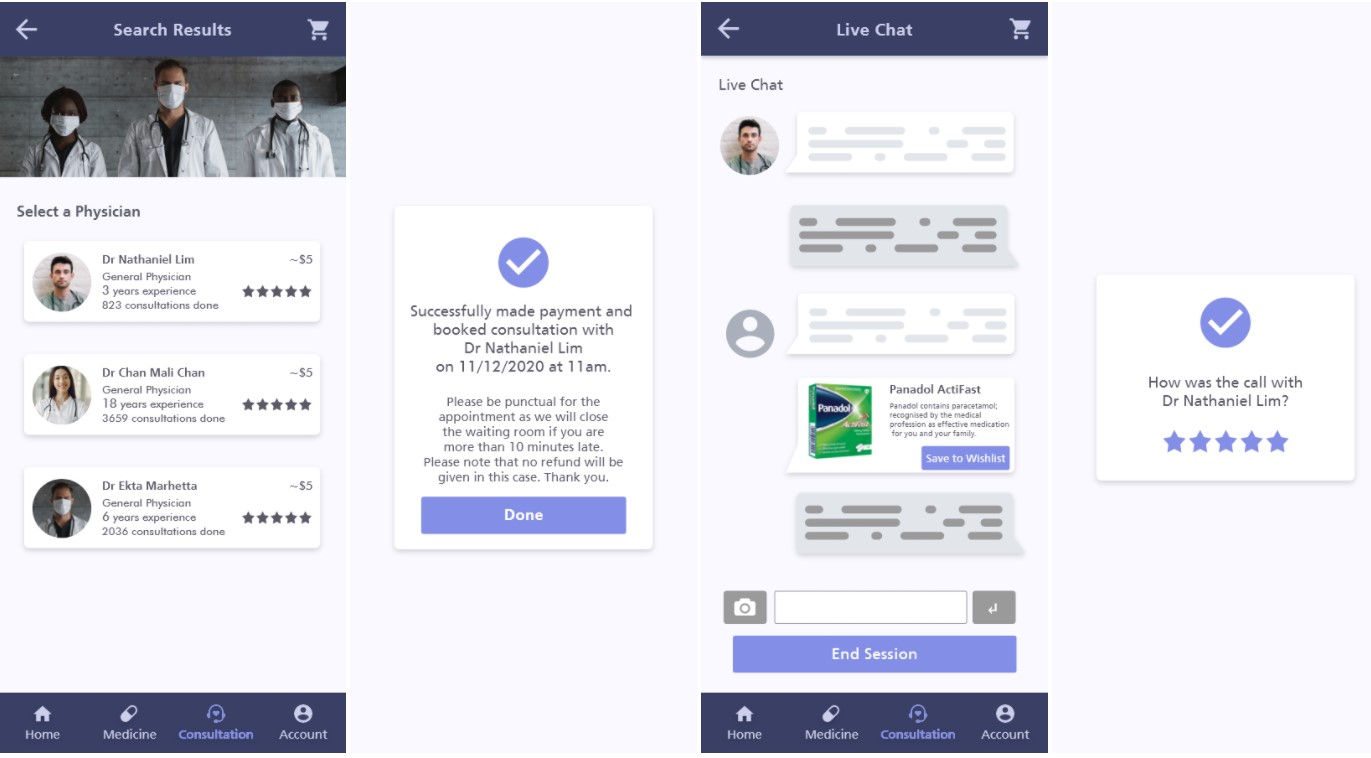 Search Results
Select a Physician
Dr Nathaniel Lim
~$5
General Physician
3 years experience
823 consultations done
Dr Chan Mali Chan
~$5
General Physician
18 years experience
3659 consultations done
Dr Ekta Marhetta
~$5
General Physician
6 years experience
2036 consultations done
Home
Medicine
Consultation
Account
Successfully made payment and
booked consultation with
Dr Nathaniel Lim
on 11/12/2020 at 11am.
Please be punctual for the
appointment as we will close
the waiting room if you are
more than 10 minutes late.
Please note that no refund will be
given in this case. Thank you.
Done
Live Chat
Live Chat
Panadol
ActiFast
Panadol ActiFast
Panadol contains paracetamol;
recognised by the medical
profession as effective medication
for you and your family.
Save to Wishlist
End Session
Home
Medicine
Consultation
Account
How was the call with
Dr Nathaniel Lim?